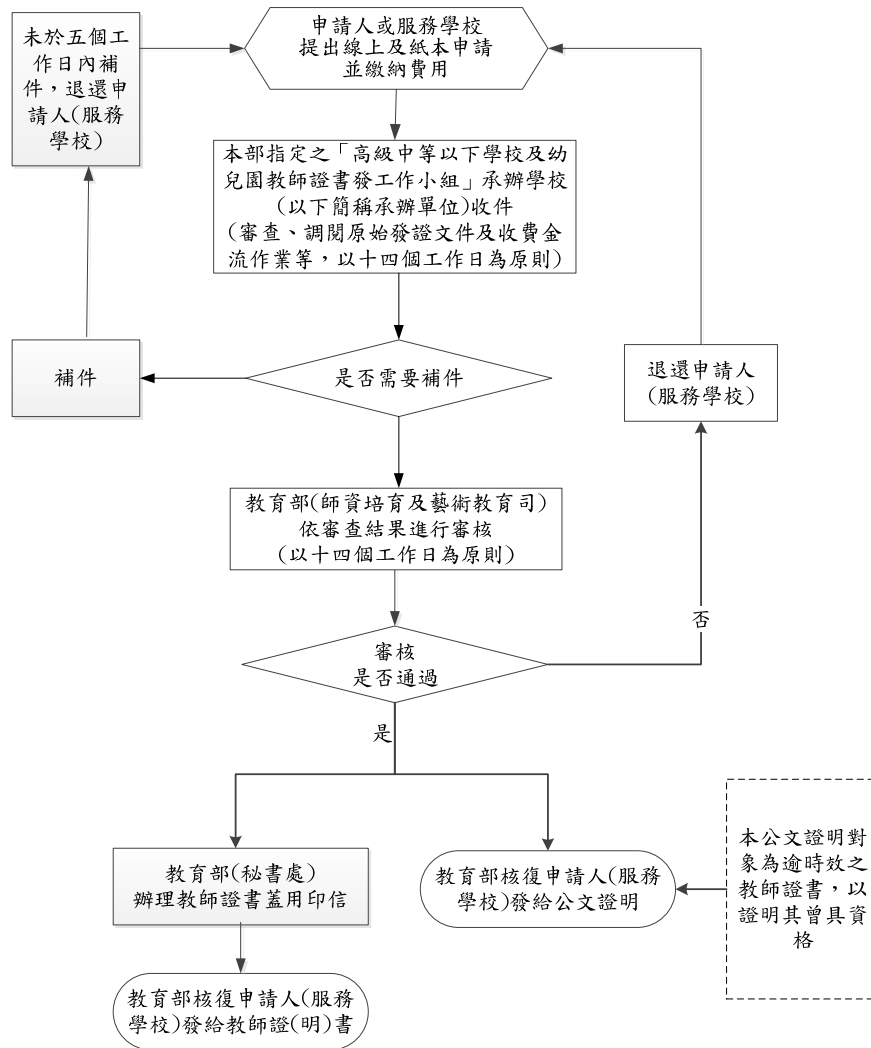 申請人或服務學校
提出線上及紙本申請
並繳納費用
未於五個工
作日內補
件，退還申
請人(服務
學校)
本部指定之「高級中等以下學校及幼
兒園教師證書發工作小組」承辦學校
(以下簡稱承辦單位)收件
(審查、調閱原始發證文件及收費金
流作業等，以十四個工作日為原則)
補件
是否需要補件
退還申請人
(服務學校)
教育部(師資培育及藝術教育司)
依審查結果進行審核
(以十四個工作日為原則)
否
審核
是否通過
是
教育部(秘書處)
辦理教師證書蓋用印信
教育部核復申請人(服務
學校)發給公文證明
本公文證明對
象為逾時效之
教師證書，以
證明其曾具資
格
教育部核復申請人(服務
學校)發給教師證(明)書